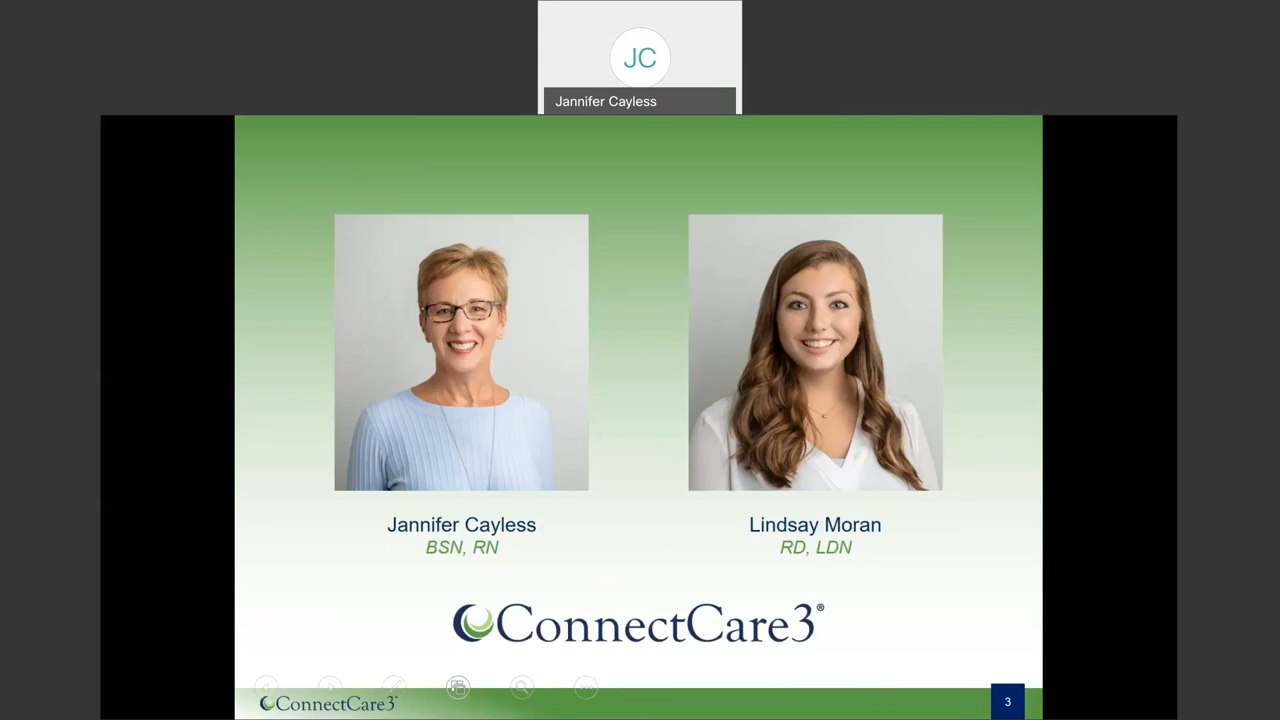 JC
Jannifer Cayless
Jannifer Cayless
BSN, RN
Lindsay Moran
RD, LDN
ConnectCare3®
ConnectCare3®
3